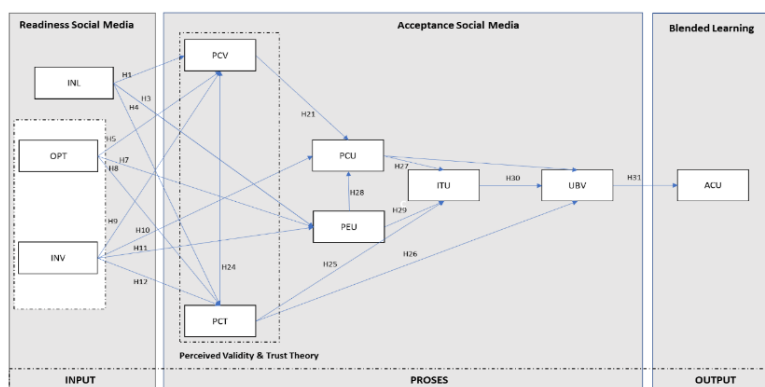 Readiness Social Media
Acceptance Social Media
Blended Learning
PCV
INL
H1
H3
H4
H21
OPT
H5
H7
H8
PCU
H27
ITU
H30
UBV
H31
ACU
H28
H29
PEU
H9
H10
H11
INV
H12
H24
H25
H26
PCT
Perceived Validity & Trust Theory
INPUT
PROSES
OUTPUT